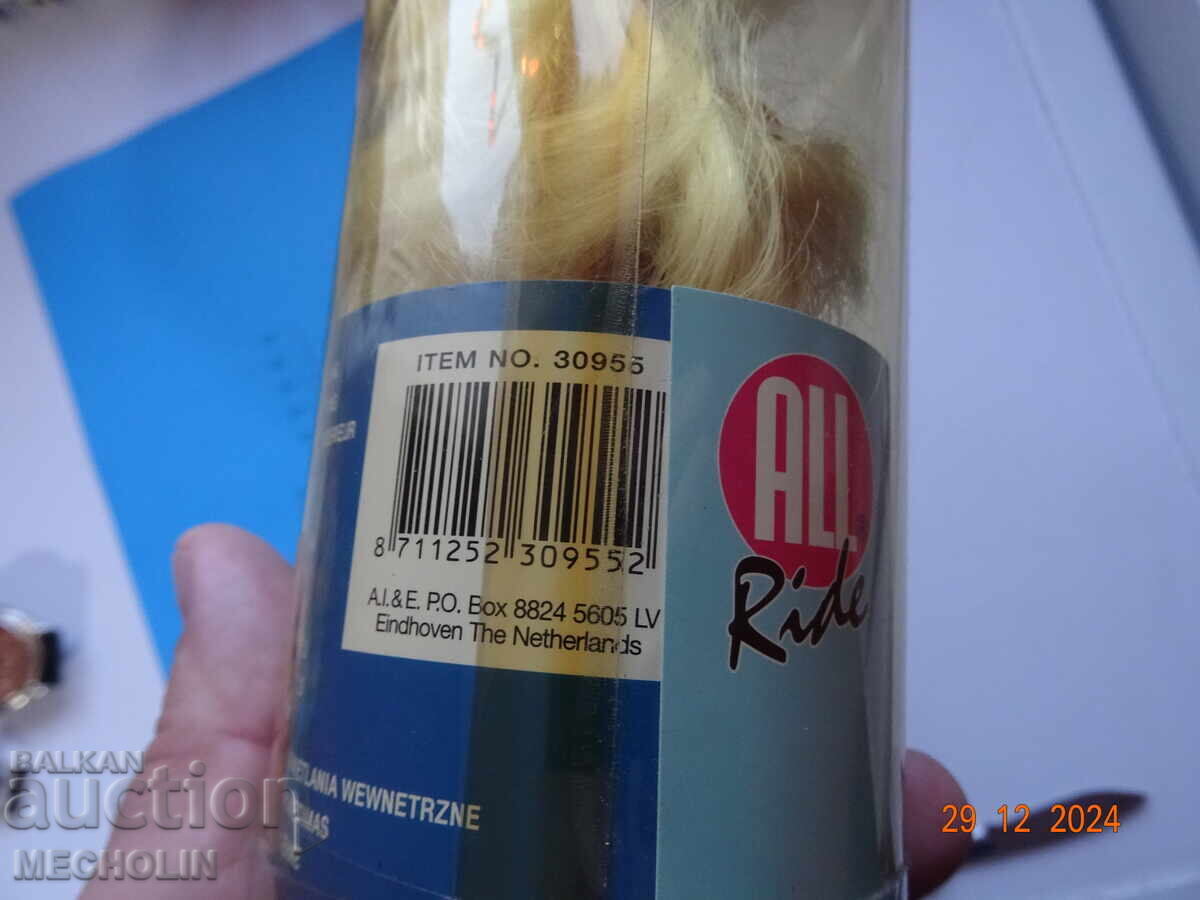 ITEM NO. 30955
8 711252 309552
A.I.&E. P.O. Box 8824 5605 LV
Eindhoven The Netherlands
ALL
Ride
WEWNETRZNE
BALKAN
auction
MECHOLIN
29 12 2024